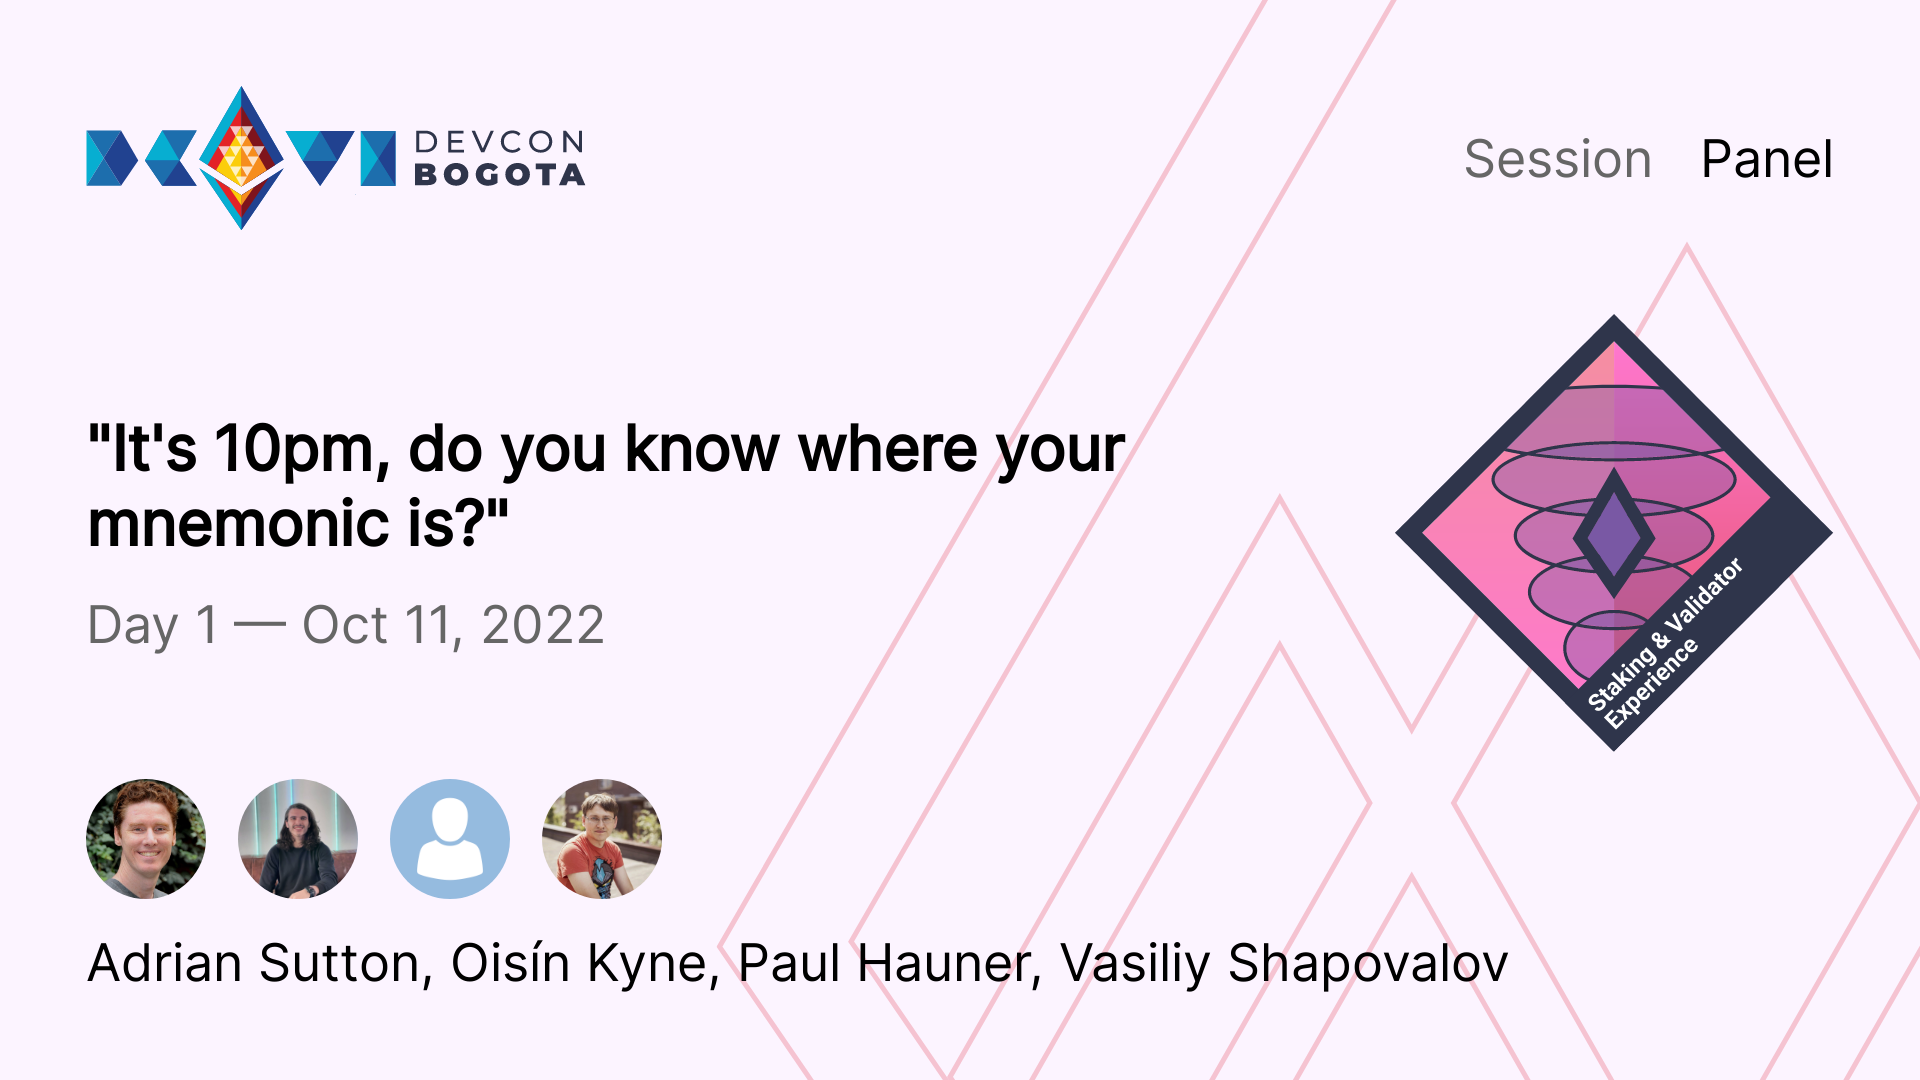 DEVCON
BOGOTA
Session Panel
"It's 10pm, do you know where your
mnemonic is?"
Day 1 — Oct 11, 2022
Staking & Validator
Experience
Adrian Sutton, Oisín Kyne, Paul Hauner, Vasiliy Shapovalov